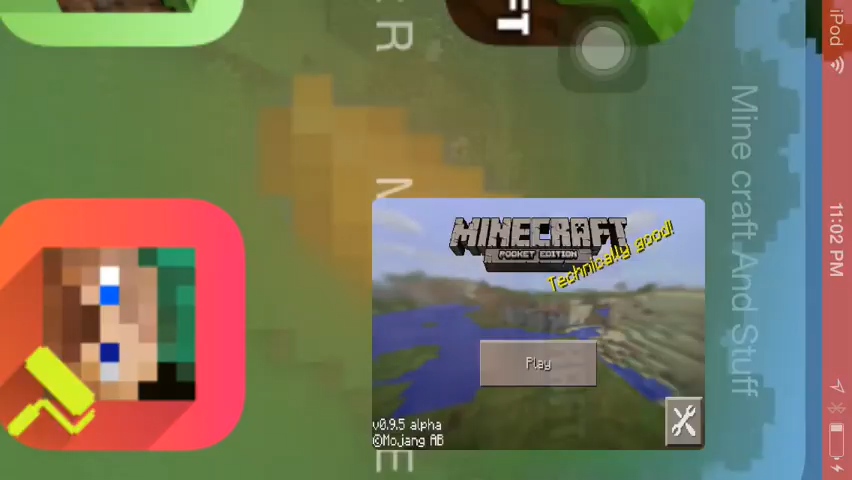 iPod
11:02 PM
Mine craft And Stuff
FT
R
M
E
MINECRAFT
POCKET EDITION
Technically good!
Play
v0.9.5 alpha
©Mojang AB